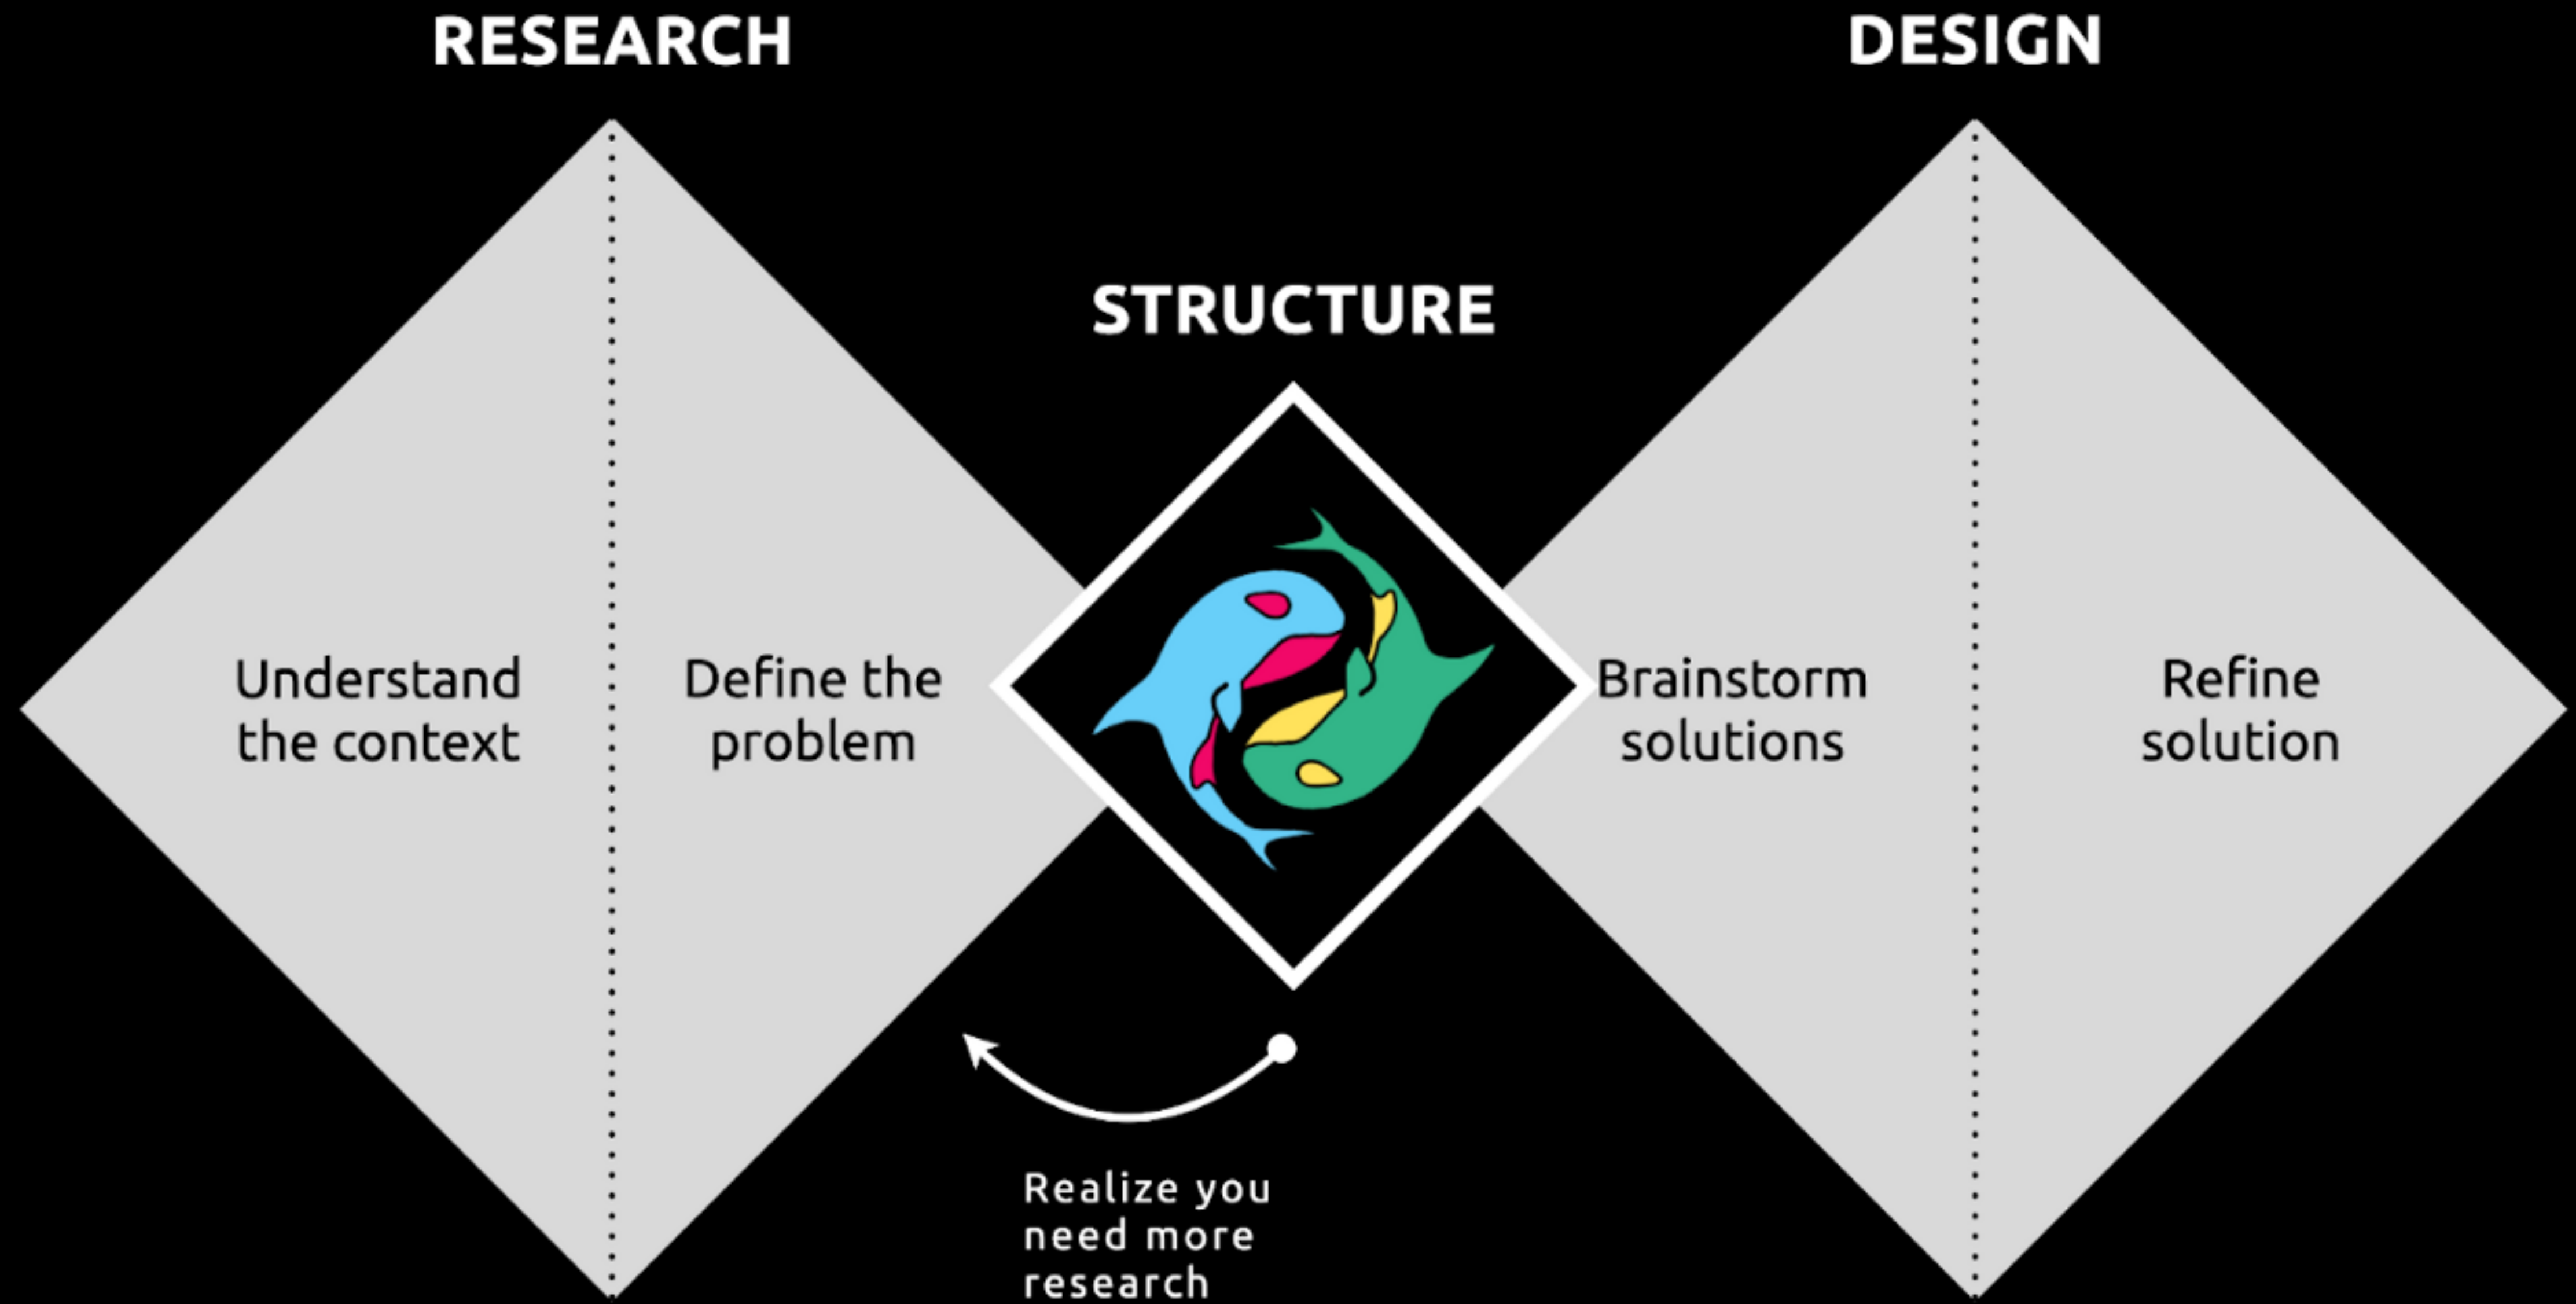 RESEARCH
DESIGN
STRUCTURE
Understand
the context
Define the
problem
Brainstorm
solutions
Refine
solution
Realize you
need more
research